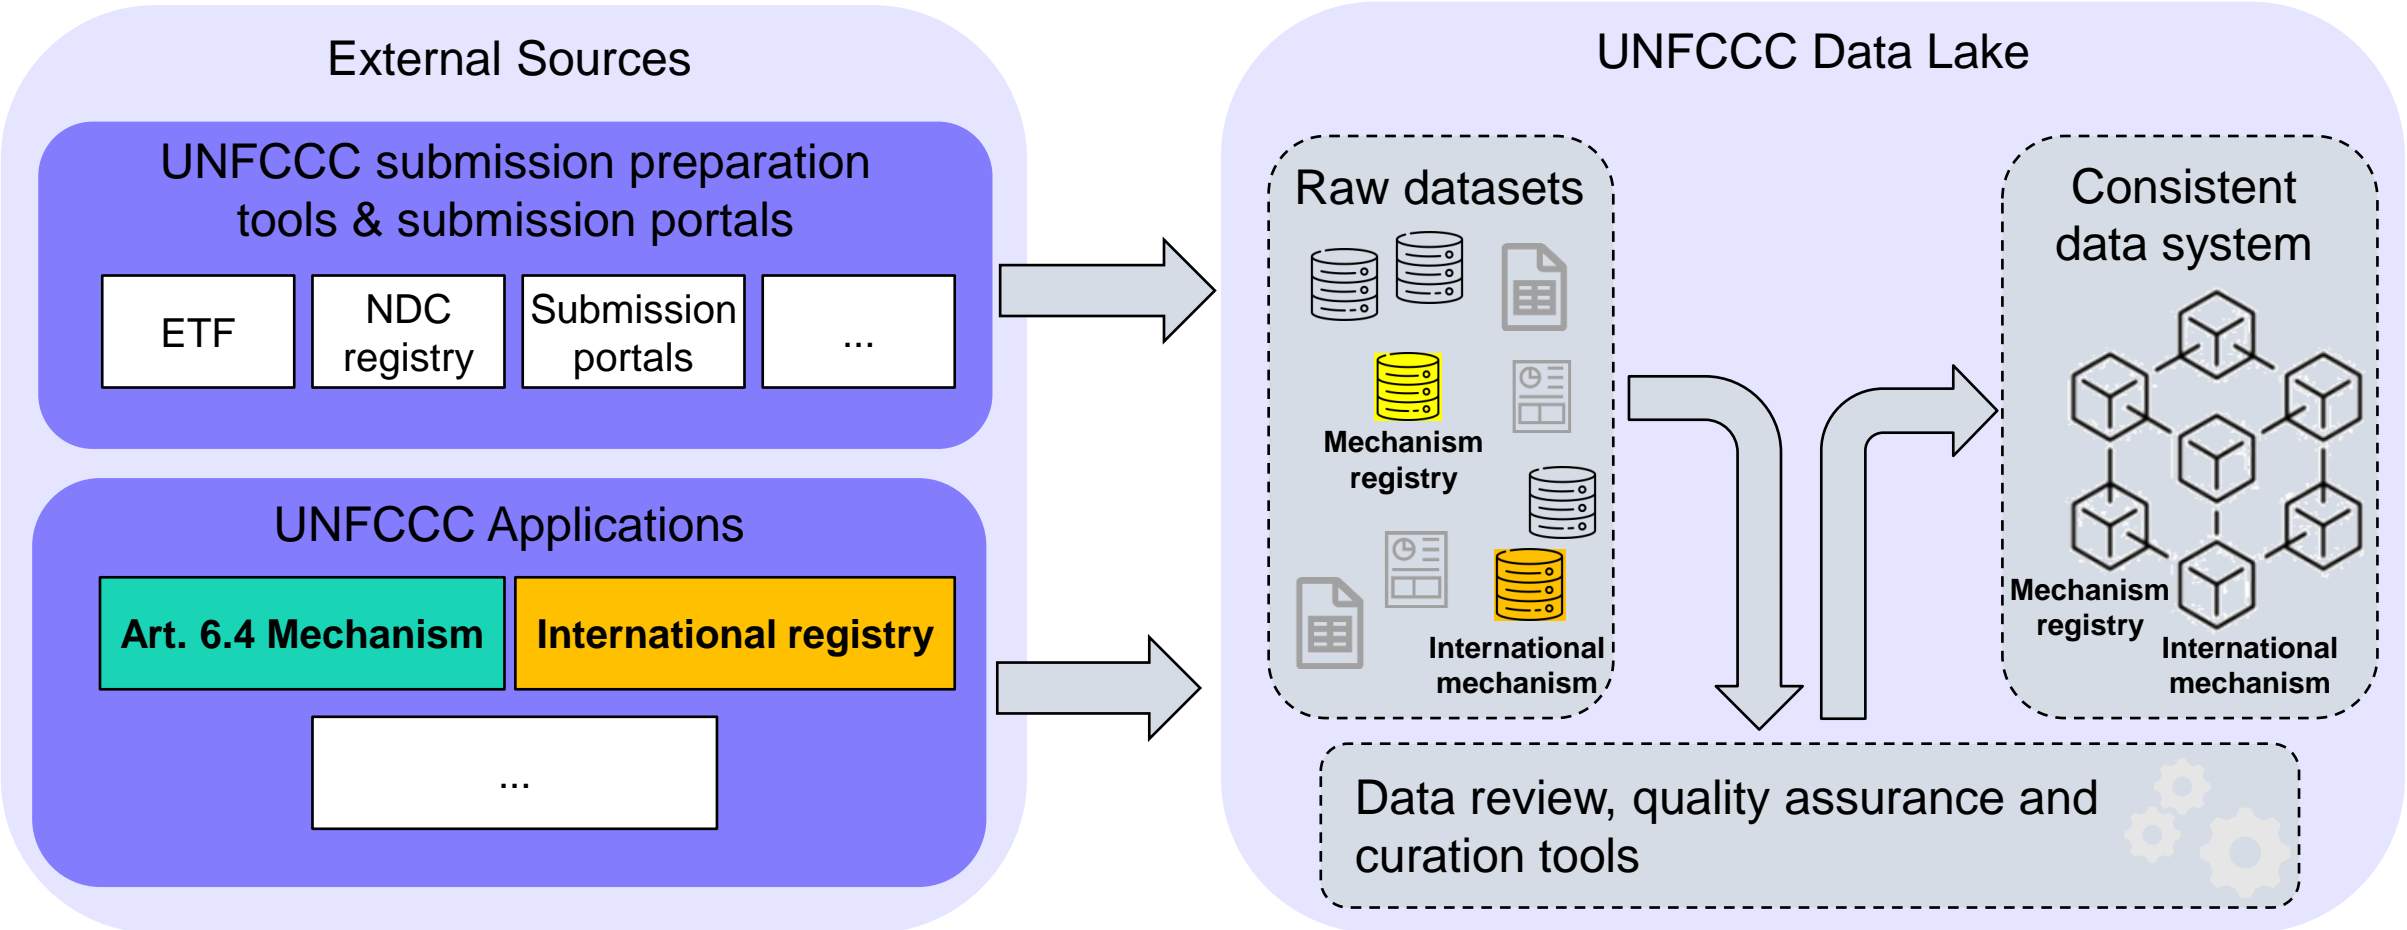 External Sources
UNFCCC submission preparation
tools & submission portals
ETF
NDC
registry
Submission
portals
...
UNFCCC Applications
Art. 6.4 Mechanism
International registry
...
UNFCCC Data Lake
Raw datasets
Mechanism
registry
International
mechanism
Consistent
data system
Mechanism
registry
International
mechanism
Data review, quality assurance and
curation tools